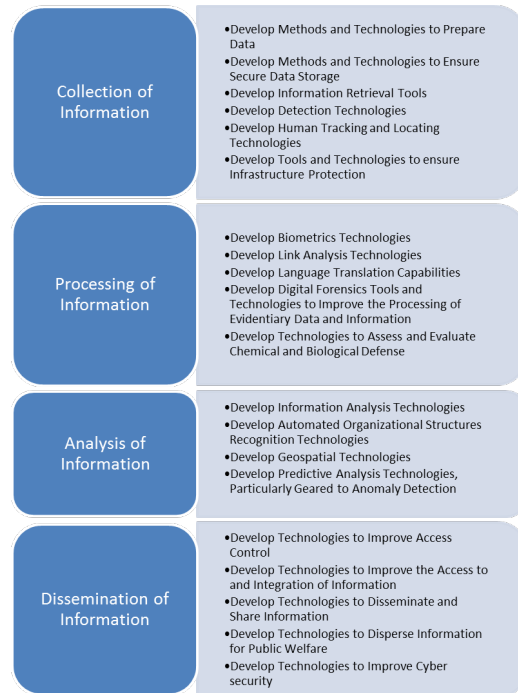 Collection of
Information
•Develop Methods and Technologies to Prepare
Data
•Develop Methods and Technologies to Ensure
Secure Data Storage
•Develop Information Retrieval Tools
•Develop Detection Technologies
•Develop Human Tracking and Locating
Technologies
•Develop Tools and Technologies to ensure
Infrastructure Protection
Processing of
Information
•Develop Biometrics Technologies
•Develop Link Analysis Technologies
•Develop Language Translation Capabilities
•Develop Digital Forensics Tools and
Technologies to Improve the Processing of
Evidentiary Data and Information
•Develop Technologies to Assess and Evaluate
Chemical and Biological Defense
Analysis of
Information
•Develop Information Analysis Technologies
•Develop Automated Organizational Structures
Recognition Technologies
•Develop Geospatial Technologies
•Develop Predictive Analysis Technologies,
Particularly Geared to Anomaly Detection
Dissemination of
Information
•Develop Technologies to Improve Access
Control
•Develop Technologies to Improve the Access to
and Integration of Information
•Develop Technologies to Disseminate and
Share Information
•Develop Technologies to Disperse Information
for Public Welfare
•Develop Technologies to Improve Cyber
security